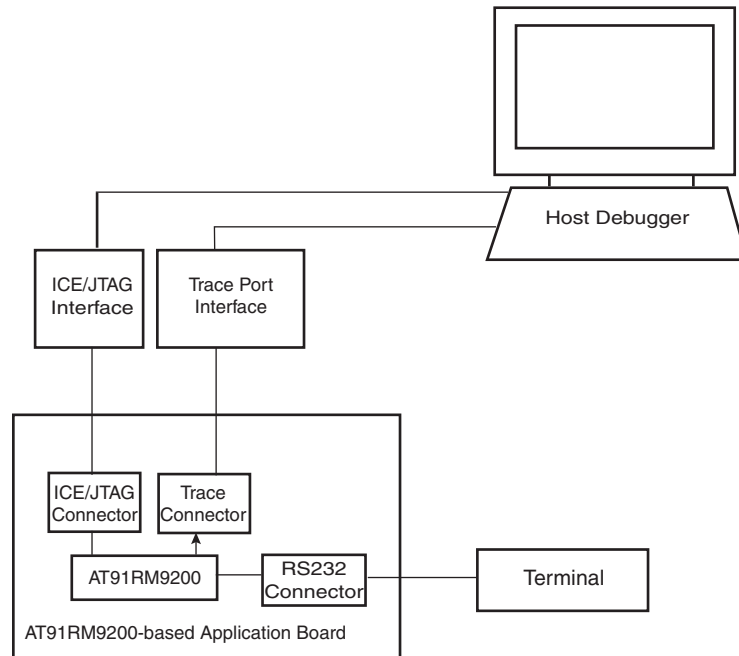 Host Debugger
ICE/JTAG
Interface
Trace Port
Interface
ICE/JTAG
Connector
Trace
Connector
AT91RM9200
RS232
Connector
Terminal
AT91RM9200-based Application Board